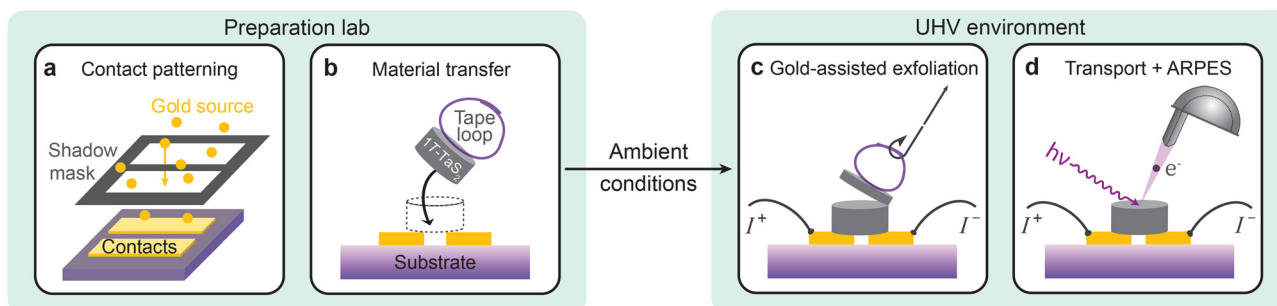 Preparation lab
a Contact patterning
Gold source
Shadow
mask
Contacts
b Material transfer
Tape
loop
1T-TaS₂
Substrate
Ambient
conditions
UHV environment
c Gold-assisted exfoliation
I⁺
I⁻
d Transport + ARPES
hν
e⁻
I⁺
I⁻